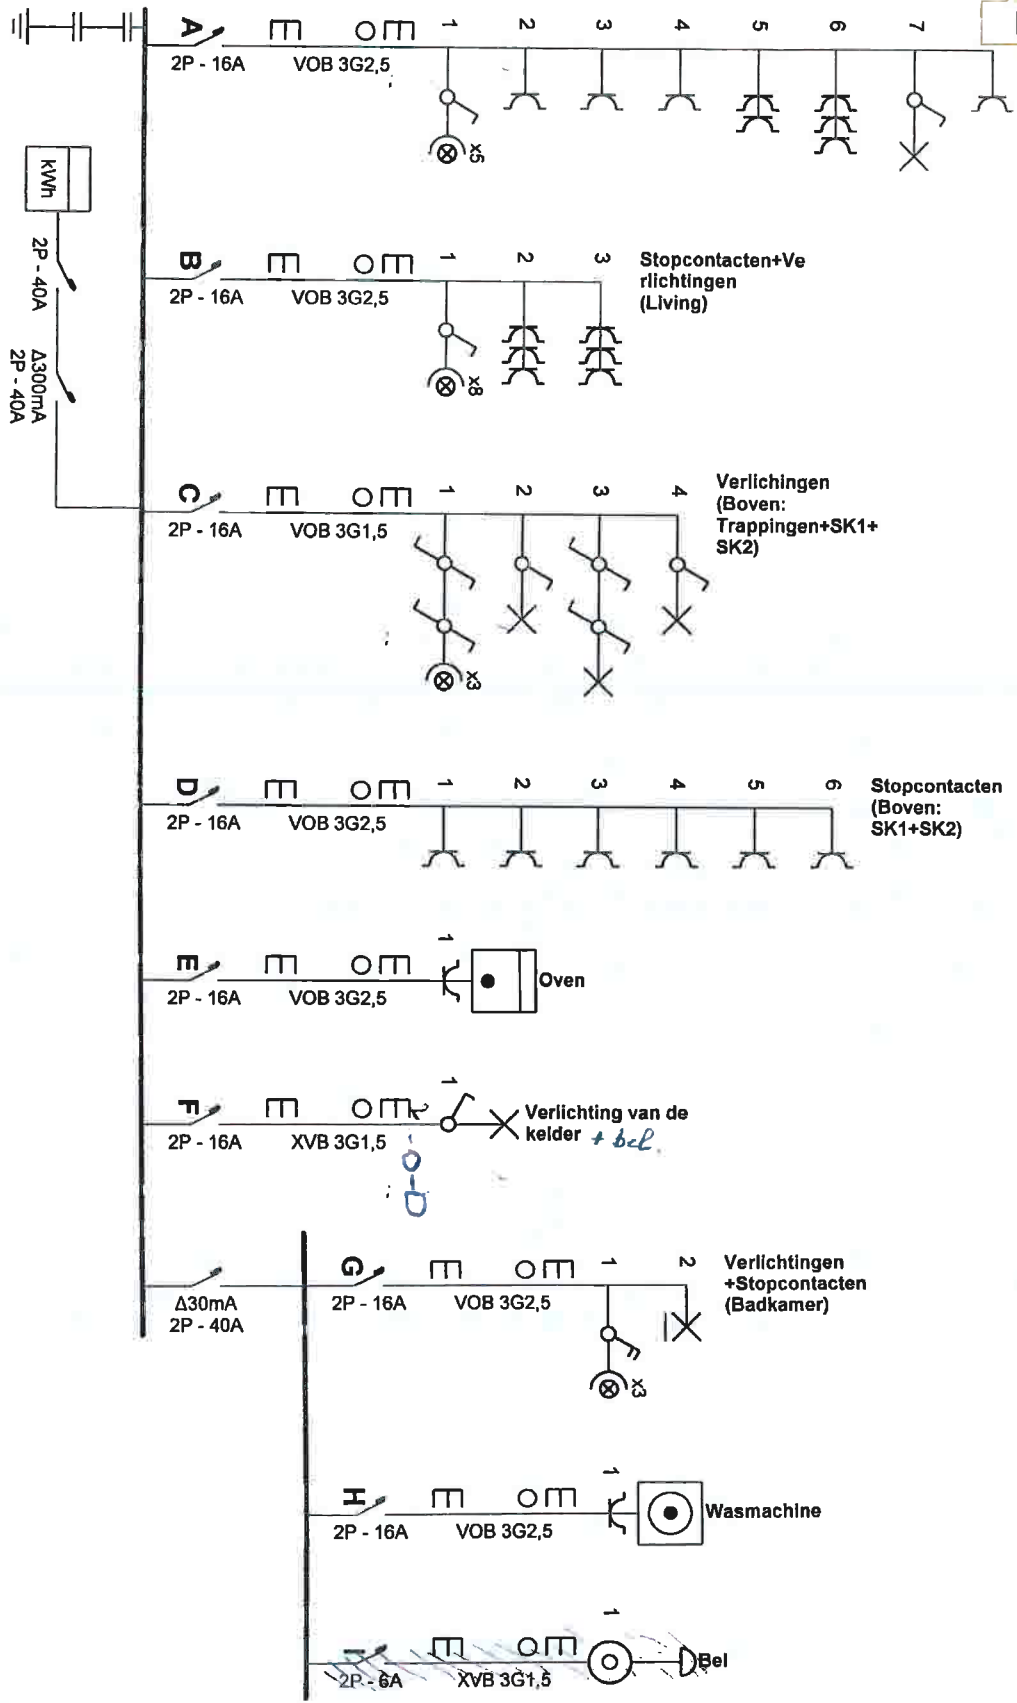 A
1 2 3 4 5 6 7
2P - 16A VOB 3G2,5
x5
kWh
2P - 40A
Δ300mA
2P - 40A
B
1 2 3
Stopcontacten+Ve
rlichtingen
(Living)
2P - 16A VOB 3G2,5
x8
C
1 2 3 4
Verlichingen
(Boven:
Trappingen+SK1+
SK2)
2P - 16A VOB 3G1,5
x3
D
1 2 3 4 5 6
Stopcontacten
(Boven:
SK1+SK2)
2P - 16A VOB 3G2,5
E
1
Oven
2P - 16A VOB 3G2,5
F
1
Verlichting van de
kelder + bel.
2P - 16A XVB 3G1,5
Δ30mA
2P - 40A
G
1 2
Verlichtingen
+Stopcontacten
(Badkamer)
2P - 16A VOB 3G2,5
x3
H
1
Wasmachine
2P - 16A VOB 3G2,5
I
1
Bel
2P - 6A XVB 3G1,5